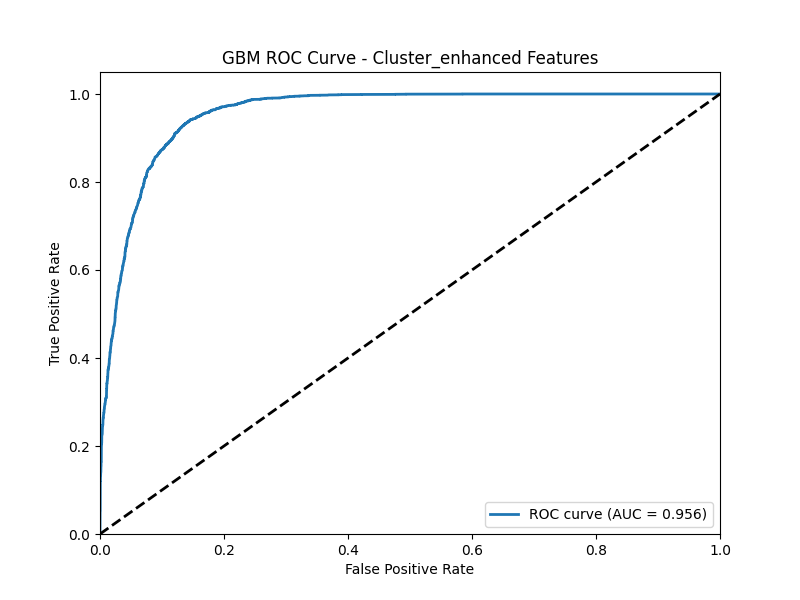 GBM ROC Curve - Cluster_enhanced Features
True Positive Rate
1.0
0.8
0.6
0.4
0.2
0.0
ROC curve (AUC = 0.956)
0.0 0.2 0.4 0.6 0.8 1.0
False Positive Rate